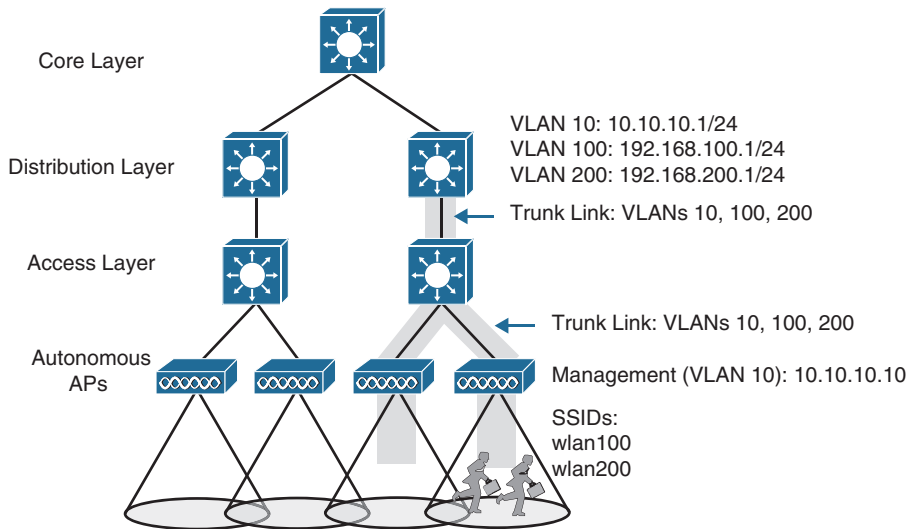 Core Layer
VLAN 10: 10.10.10.1/24
VLAN 100: 192.168.100.1/24
VLAN 200: 192.168.200.1/24
Distribution Layer
Trunk Link: VLANs 10, 100, 200
Access Layer
Trunk Link: VLANs 10, 100, 200
Autonomous
APs
Management (VLAN 10): 10.10.10.10
SSIDs:
wlan100
wlan200